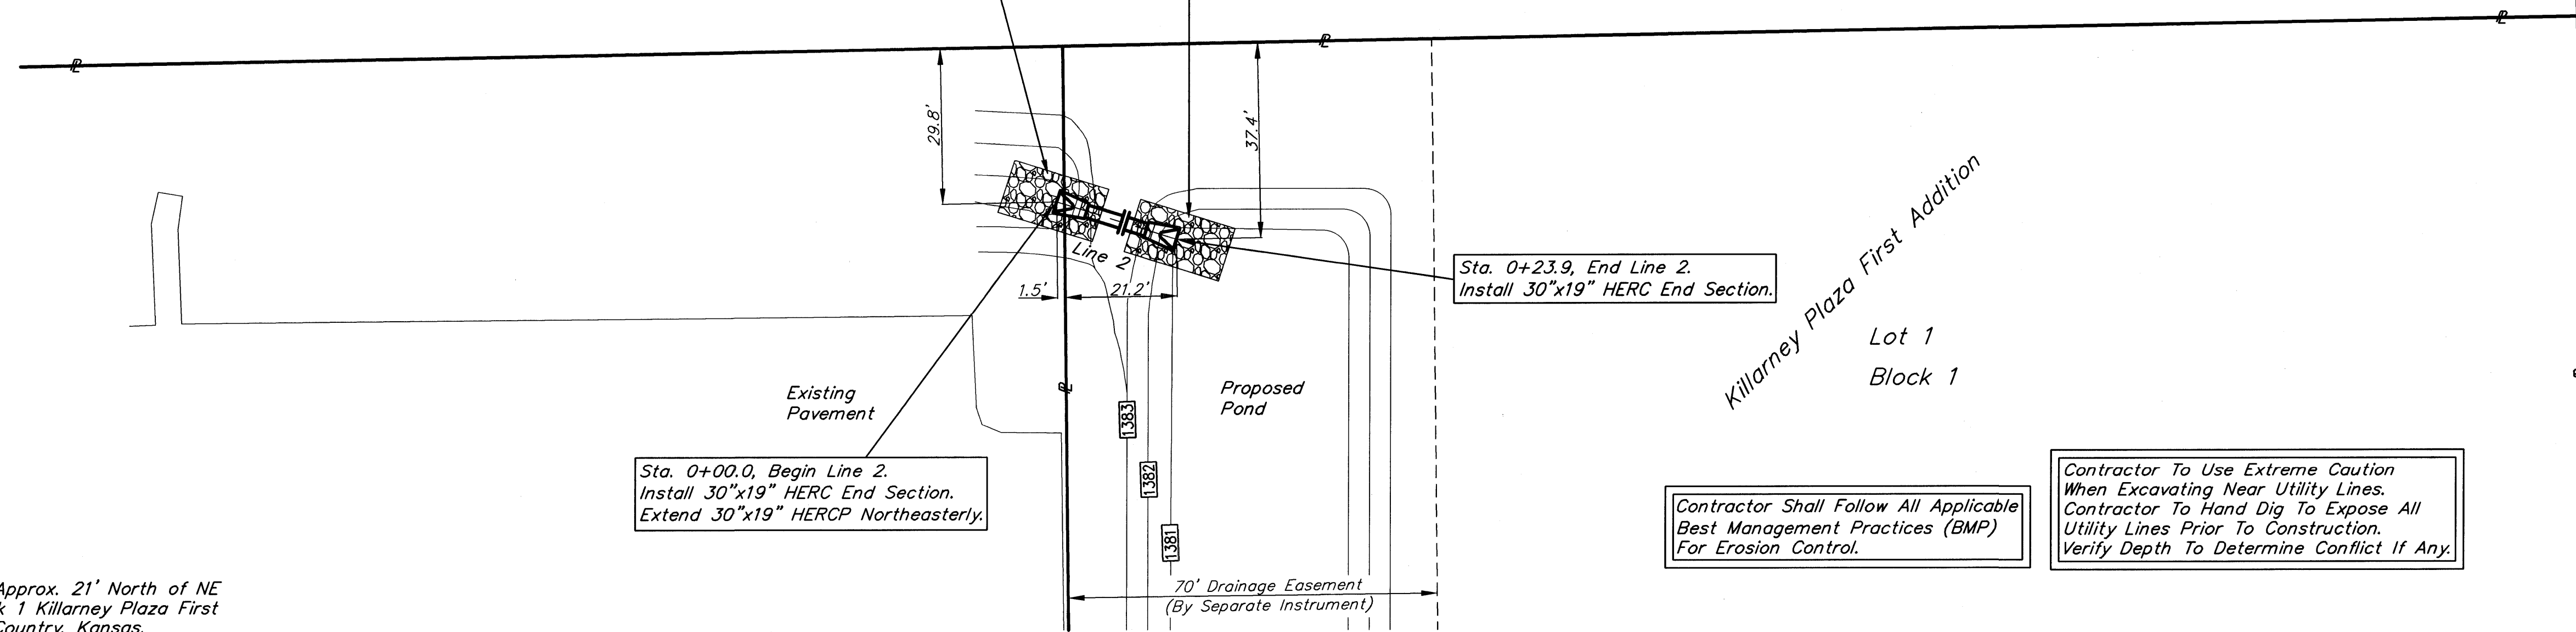 29.8'
37.4'
Line 2
1.5'
21.2'
Sta. 0+23.9, End Line 2.
Install 30"x19" HERC End Section.
Killarney Plaza First Addition
Lot 1
Block 1
Existing
Pavement
Proposed
Pond
1383
1382
1381
Sta. 0+00.0, Begin Line 2.
Install 30"x19" HERC End Section.
Extend 30"x19" HERCP Northeasterly.
Contractor Shall Follow All Applicable
Best Management Practices (BMP)
For Erosion Control.
Contractor To Use Extreme Caution
When Excavating Near Utility Lines.
Contractor To Hand Dig To Expose All
Utility Lines Prior To Construction.
Verify Depth To Determine Conflict If Any.
70' Drainage Easement
(By Separate Instrument)
Approx. 21' North of NE
k 1 Killarney Plaza First
Country, Kansas.